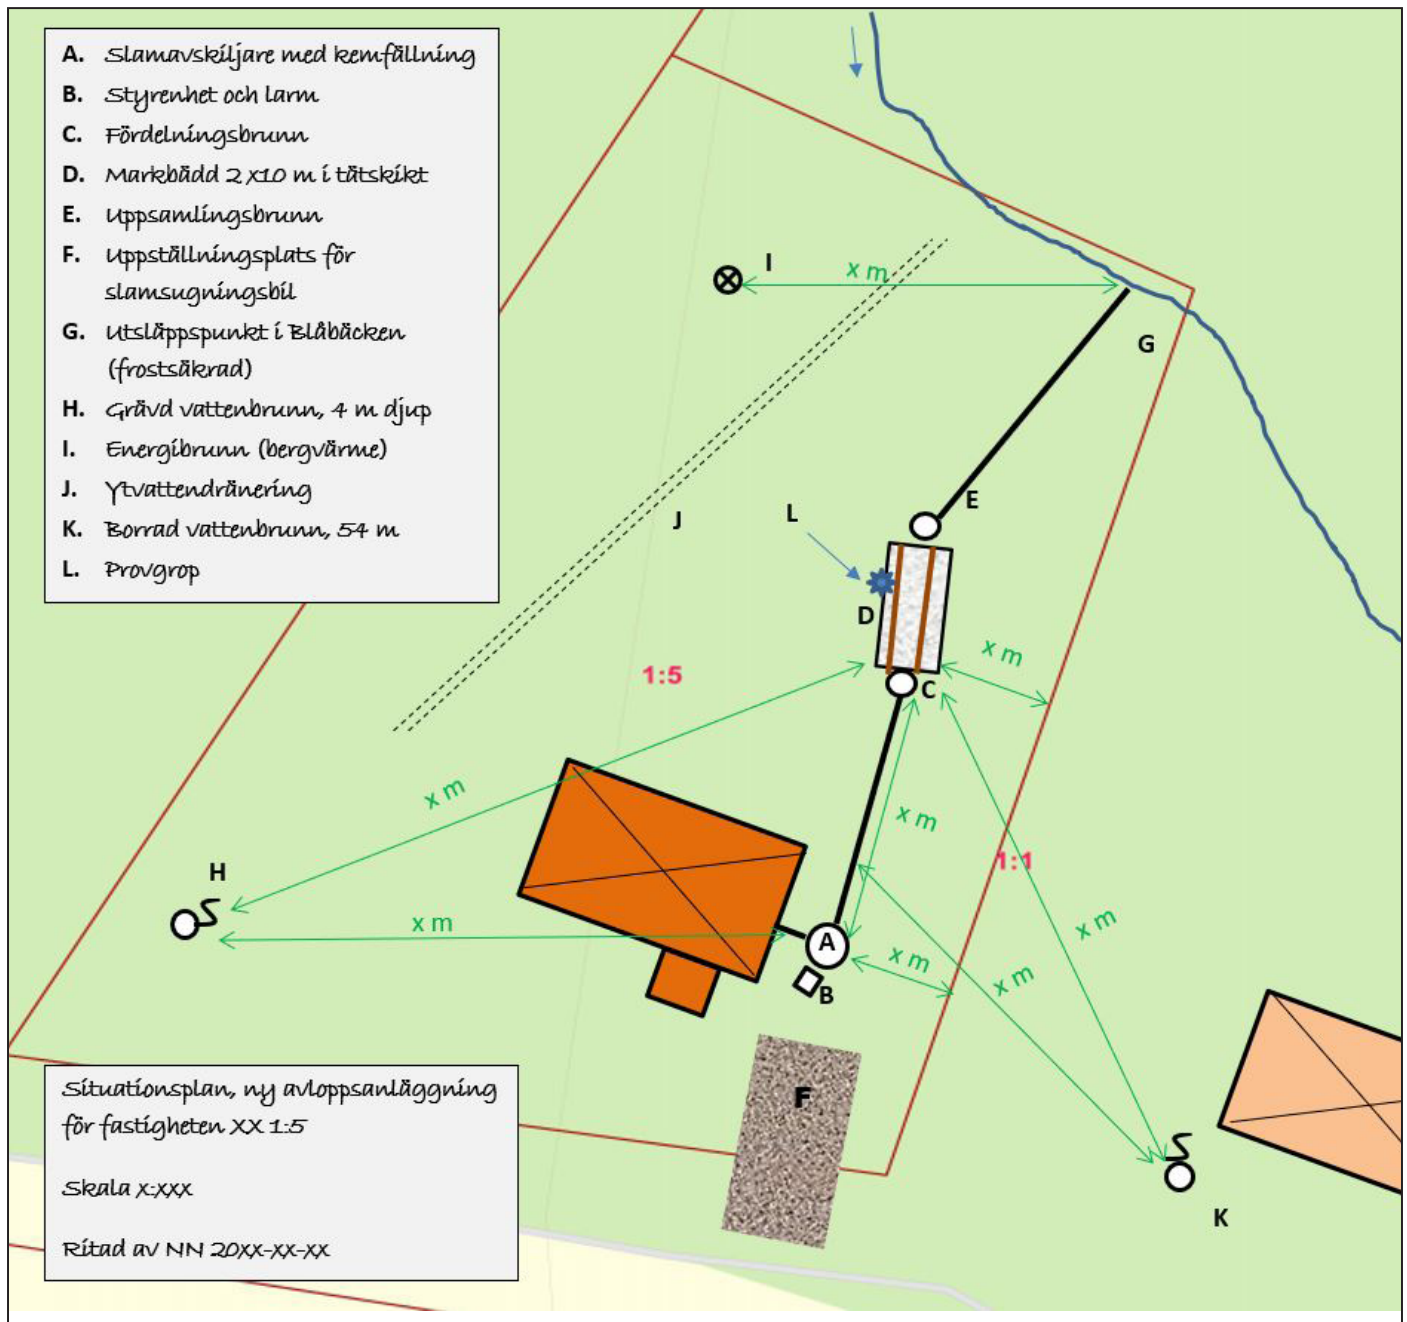 A. Slamavskiljare med kemfällning
B. Styrenhet och larm
C. Fördelningsbrunn
D. Markbädd 2 x10 m i tätskikt
E. Uppsamlingsbrunn
F. Uppställningsplats för
slamsugningsbil
G. Utsläppspunkt i Blåbäcken
(frostsäkrad)
H. Grävd vattenbrunn, 4 m djup
I. Energibrunn (bergvärme)
J. Ytvattendränering
K. Borrad vattenbrunn, 54 m
L. Provgrop
I
x m
G
E
L
J
D
x m
1:5
C
x m
x m
1:1
H
x m
x m
A
x m
x m
B
F
K
Situationsplan, ny avloppsanläggning
för fastigheten XX 1:5
Skala x:xxx
Ritad av NN 20xx-xx-xx